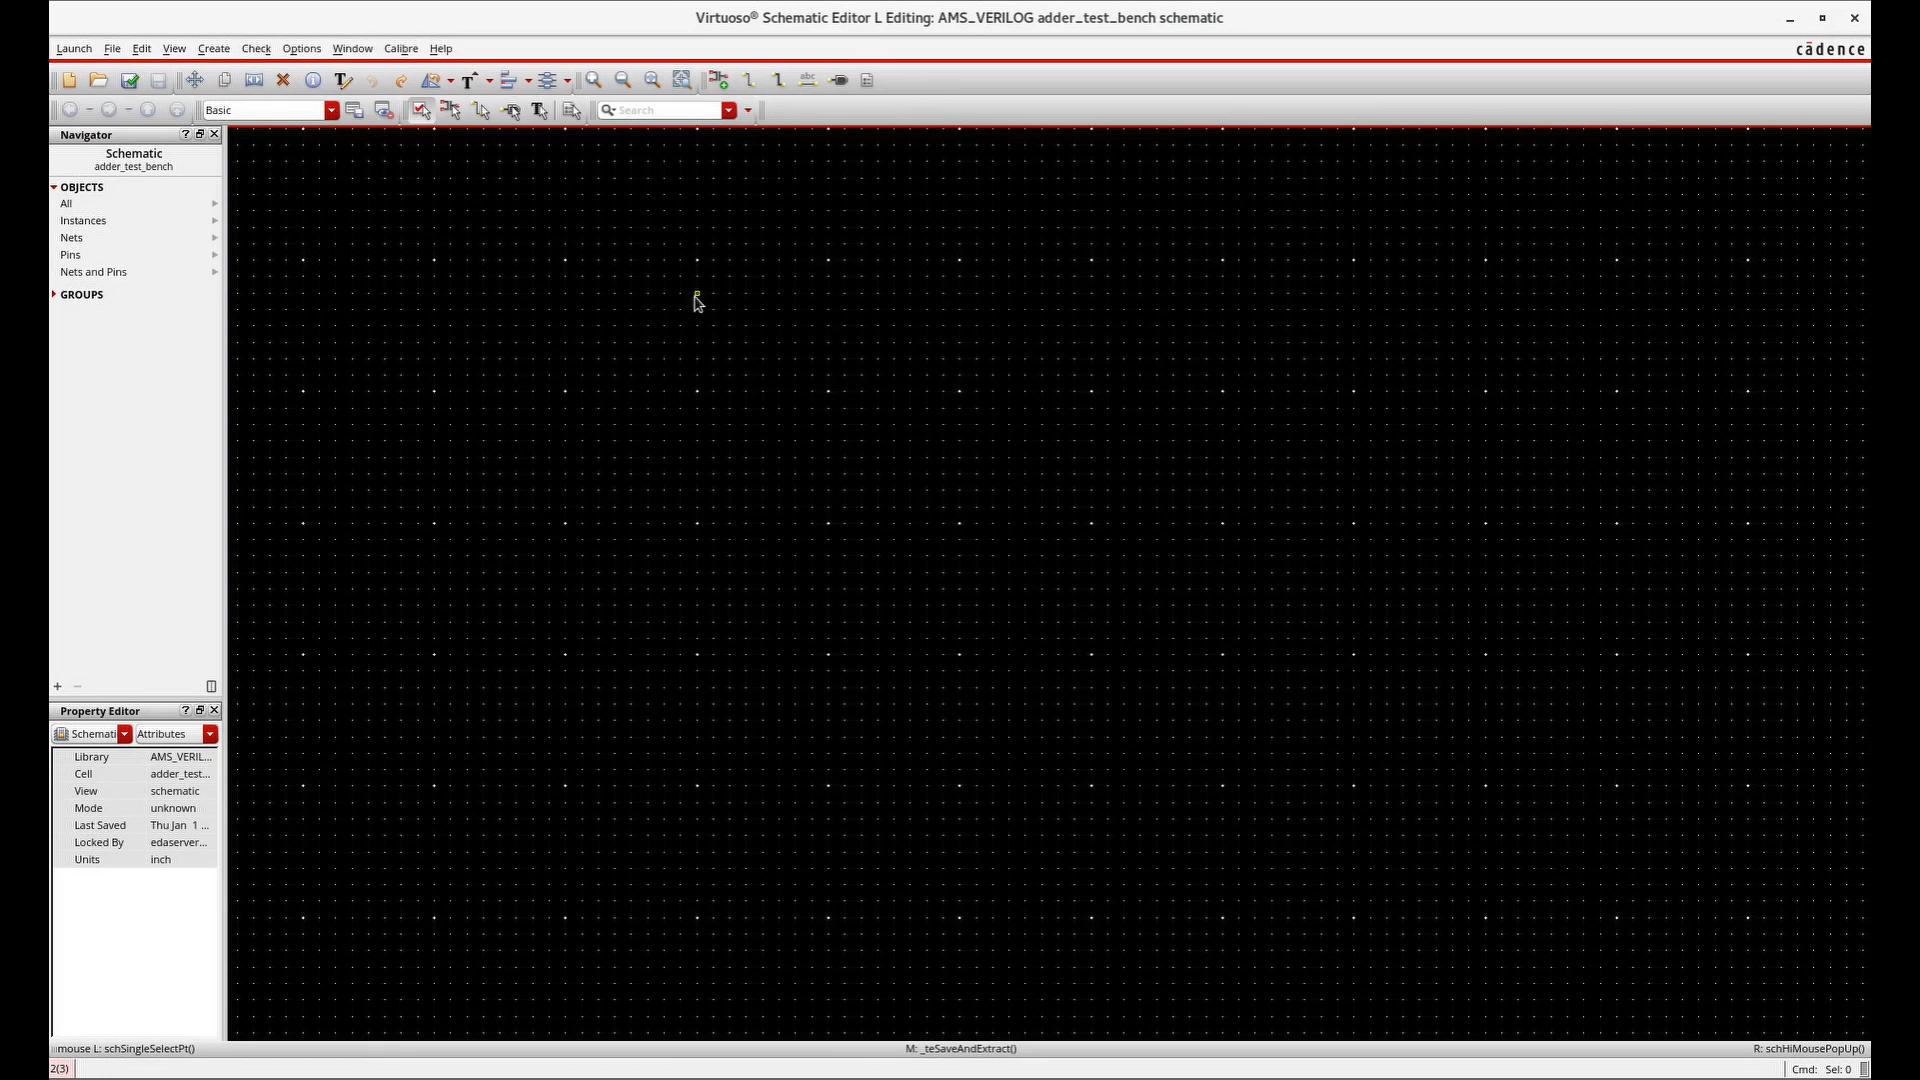 Virtuoso® Schematic Editor L Editing: AMS_VERILOG adder_test_bench schematic
Launch File Edit View Create Check Options Window Calibre Help
cādence
abc
Basic
Search
Navigator
Schematic
adder_test_bench
OBJECTS
All
Instances
Nets
Pins
Nets and Pins
GROUPS
Property Editor
Schemati Attributes
Library AMS_VERIL...
Cell adder_test...
View schematic
Mode unknown
Last Saved Thu Jan 1 ...
Locked By edaserver...
Units inch
mouse L: schSingleSelectPt() M: _teSaveAndExtract() R: schHiMousePopUp()
2(3) Cmd: Sel: 0